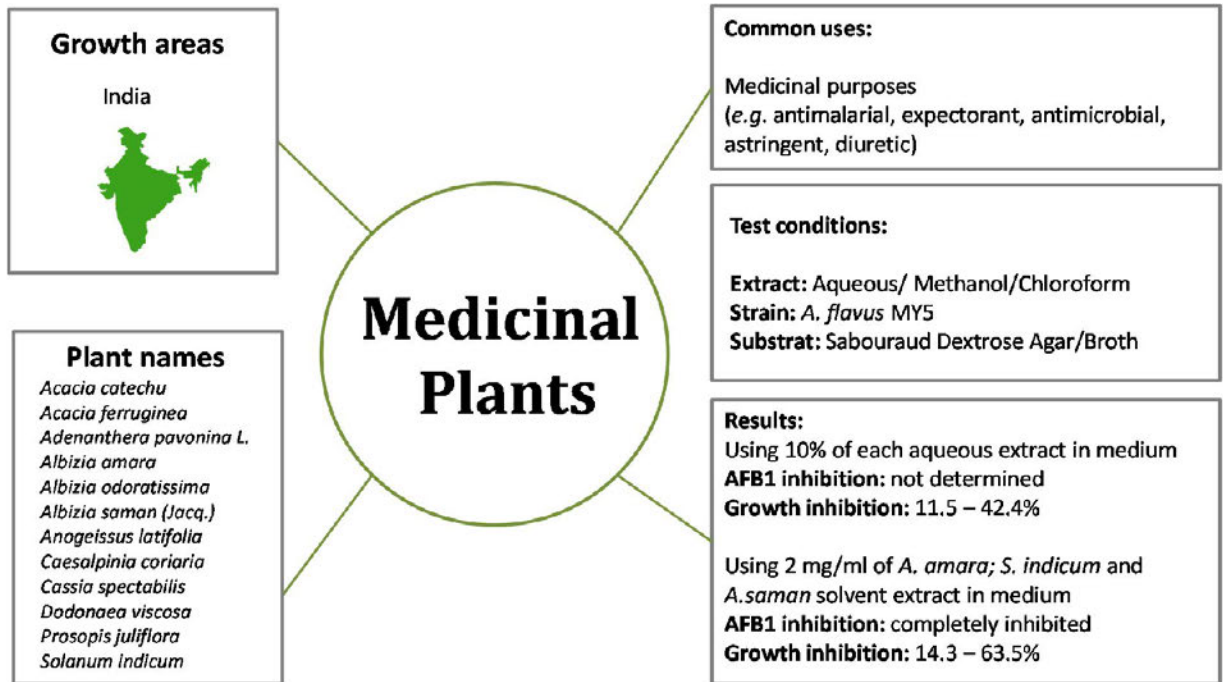 Growth areas
India
Plant names
Acacia catechu
Acacia ferruginea
Adenanthera pavonina L.
Albizia amara
Albizia odoratissima
Albizia saman (Jacq.)
Anogeissus latifolia
Caesalpinia coriaria
Cassia spectabilis
Dodonaea viscosa
Prosopis juliflora
Solanum indicum
Medicinal
Plants
Common uses:
Medicinal purposes
(e.g. antimalarial, expectorant, antimicrobial,
astringent, diuretic)
Test conditions:
Extract: Aqueous/ Methanol/Chloroform
Strain: A. flavus MY5
Substrat: Sabouraud Dextrose Agar/Broth
Results:
Using 10% of each aqueous extract in medium
AFB1 inhibition: not determined
Growth inhibition: 11.5 – 42.4%
Using 2 mg/ml of A. amara; S. indicum and
A.saman solvent extract in medium
AFB1 inhibition: completely inhibited
Growth inhibition: 14.3 – 63.5%